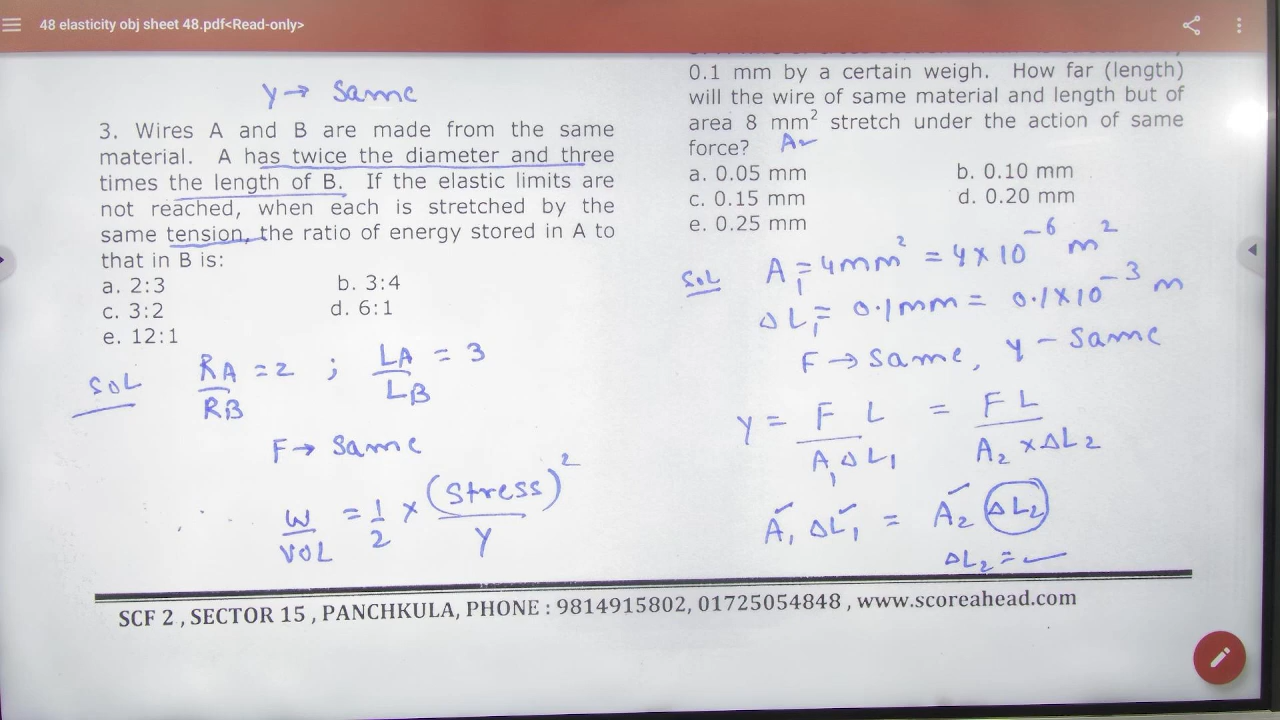 48 elasticity obj sheet 48.pdf<Read-only>
Y → Same
3. Wires A and B are made from the same
material. A has twice the diameter and three
times the length of B. If the elastic limits are
not reached, when each is stretched by the
same tension, the ratio of energy stored in A to
that in B is:
a. 2:3 b. 3:4
c. 3:2 d. 6:1
e. 12:1
SOL RA/RB = 2 ; LA/LB = 3
F → Same
W/VOL = 1/2 × (Stress)²/Y
0.1 mm by a certain weigh. How far (length)
will the wire of same material and length but of
area 8 mm² stretch under the action of same
force? A2
a. 0.05 mm b. 0.10 mm
c. 0.15 mm d. 0.20 mm
e. 0.25 mm
SOL A₁ = 4mm² = 4×10⁻⁶ m²
ΔL₁ = 0.1mm = 0.1×10⁻³ m
F → Same, Y – Same
Y = F L / A₁ΔL₁ = F L / A₂×ΔL₂
A₁ ΔL₁ = A₂ ΔL₂
ΔL₂ =
SCF 2 , SECTOR 15 , PANCHKULA, PHONE : 9814915802, 01725054848 , www.scoreahead.com